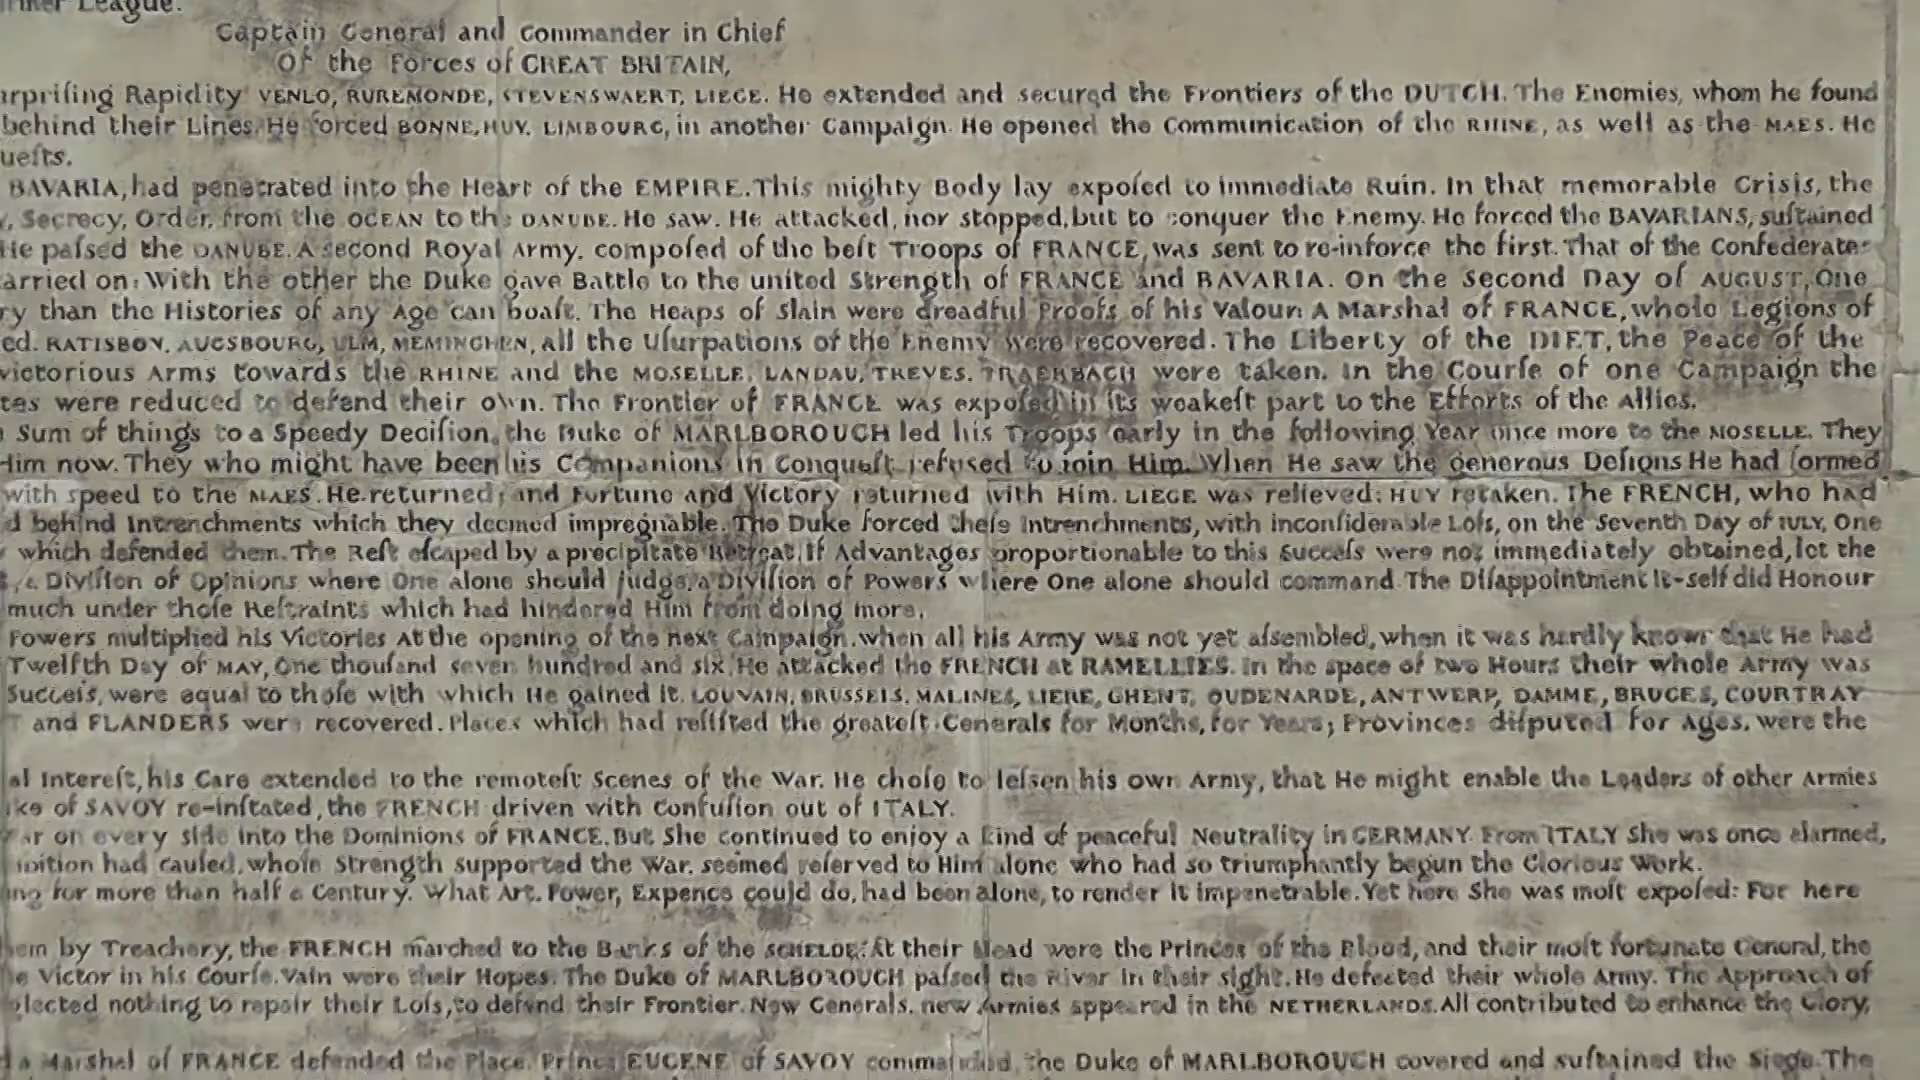 League.
Captain General and Commander in Chief
Of the Forces of GREAT BRITAIN,
Rapidity VENLO, RUREMONDE, STEVENSWAERT, LIEGE. He extended and secured the Frontiers of the DUTCH. The Enemies, whom he found
behind their Lines. He forced BONNE, HUY, LIMBOURG, in another Campaign. He opened the Communication of the RHINE, as well as the MAES. He
uests.
BAVARIA, had penetrated into the Heart of the EMPIRE. This mighty Body lay exposed to immediate Ruin. In that memorable Crisis, the
Secrecy, Order, from the OCEAN to the DANUBE. He saw. He attacked, nor stopped, but to conquer the Enemy. He forced the BAVARIANS, sustained
He passed the DANUBE. A second Royal Army, composed of the best Troops of FRANCE, was sent to re-inforce the first. That of the Confederates
arried on: With the other the Duke gave Battle to the united Strength of FRANCE and BAVARIA. On the Second Day of AUGUST, One
ry than the Histories of any Age can boast. The Heaps of Slain were dreadful Proofs of his Valour: A Marshal of FRANCE, whole Legions of
ed. RATISBON, AUGSBOURG, ULM, MEMINGHEN, all the Usurpations of the Enemy were recovered. The Liberty of the DIET, the Peace of the
victorious Arms towards the RHINE and the MOSELLE, LANDAU, TREVES, TRAERBACH were taken. In the Course of one Campaign the
tes were reduced to defend their own. The Frontier of FRANCE was exposed in its weakest part to the Efforts of the Allies.
Sum of things to a Speedy Decision, the Duke of MARLBOROUGH led his Troops early in the following Year once more to the MOSELLE. They
Him now. They who might have been his Companions in Conquest refused to join Him. When He saw the generous Designs He had formed
with speed to the MAES. He returned; and Fortune and Victory returned with Him. LIEGE was relieved: HUY retaken. The FRENCH, who had
d behind Intrenchments which they deemed impregnable. The Duke forced these Intrenchments, with inconsiderable Loss, on the Seventh Day of IULY, One
which defended them. The Rest escaped by a precipitate Retreat. If Advantages proportionable to this Success were not immediately obtained, let the
a Division of Opinions where One alone should judge, a Division of Powers where One alone should command. The Disappointment it-self did Honour
much under those Restraints which had hindered Him from doing more.
Powers multiplied his Victories At the opening of the next Campaign, when all his Army was not yet assembled, when it was hardly known that He had
Twelfth Day of MAY, One thousand seven hundred and six, He attacked the FRENCH at RAMELLIES. In the space of two Hours their whole Army was
Success, were equal to those with which He gained it. LOUVAIN, BRUSSELS, MALINES, LIERE, GHENT, OUDENARDE, ANTWERP, DAMME, BRUGES, COURTRAY
T and FLANDERS were recovered. Places which had resisted the greatest Generals for Months, for Years; Provinces disputed for Ages, were the
al Interest, his Care extended to the remotest Scenes of the War. He chose to lessen his own Army, that He might enable the Leaders of other Armies
ke of SAVOY re-instated, the FRENCH driven with Confusion out of ITALY.
ar on every side into the Dominions of FRANCE. But She continued to enjoy a kind of peaceful Neutrality in GERMANY. From ITALY She was once alarmed,
bition had caused, whose Strength supported the War, seemed reserved to Him alone who had so triumphantly begun the Glorious Work.
ing for more than half a Century. What Art, Power, Expence could do, had been alone, to render it impenetrable. Yet here She was most exposed: For here
hem by Treachery, the FRENCH marched to the Banks of the SCHELDE: At their Head were the Princes of the Blood, and their most fortunate General, the
e Victor in his Course. Vain were their Hopes. The Duke of MARLBOROUGH passed the River in their sight. He defeated their whole Army. The Approach of
glected nothing to repair their Loss, to defend their Frontier. New Generals, new Armies appeared in the NETHERLANDS. All contributed to enhance the Glory,
a Marshal of FRANCE defended the Place. Prince EUGENE of SAVOY commanded, the Duke of MARLBOROUGH covered and sustained the Siege. The